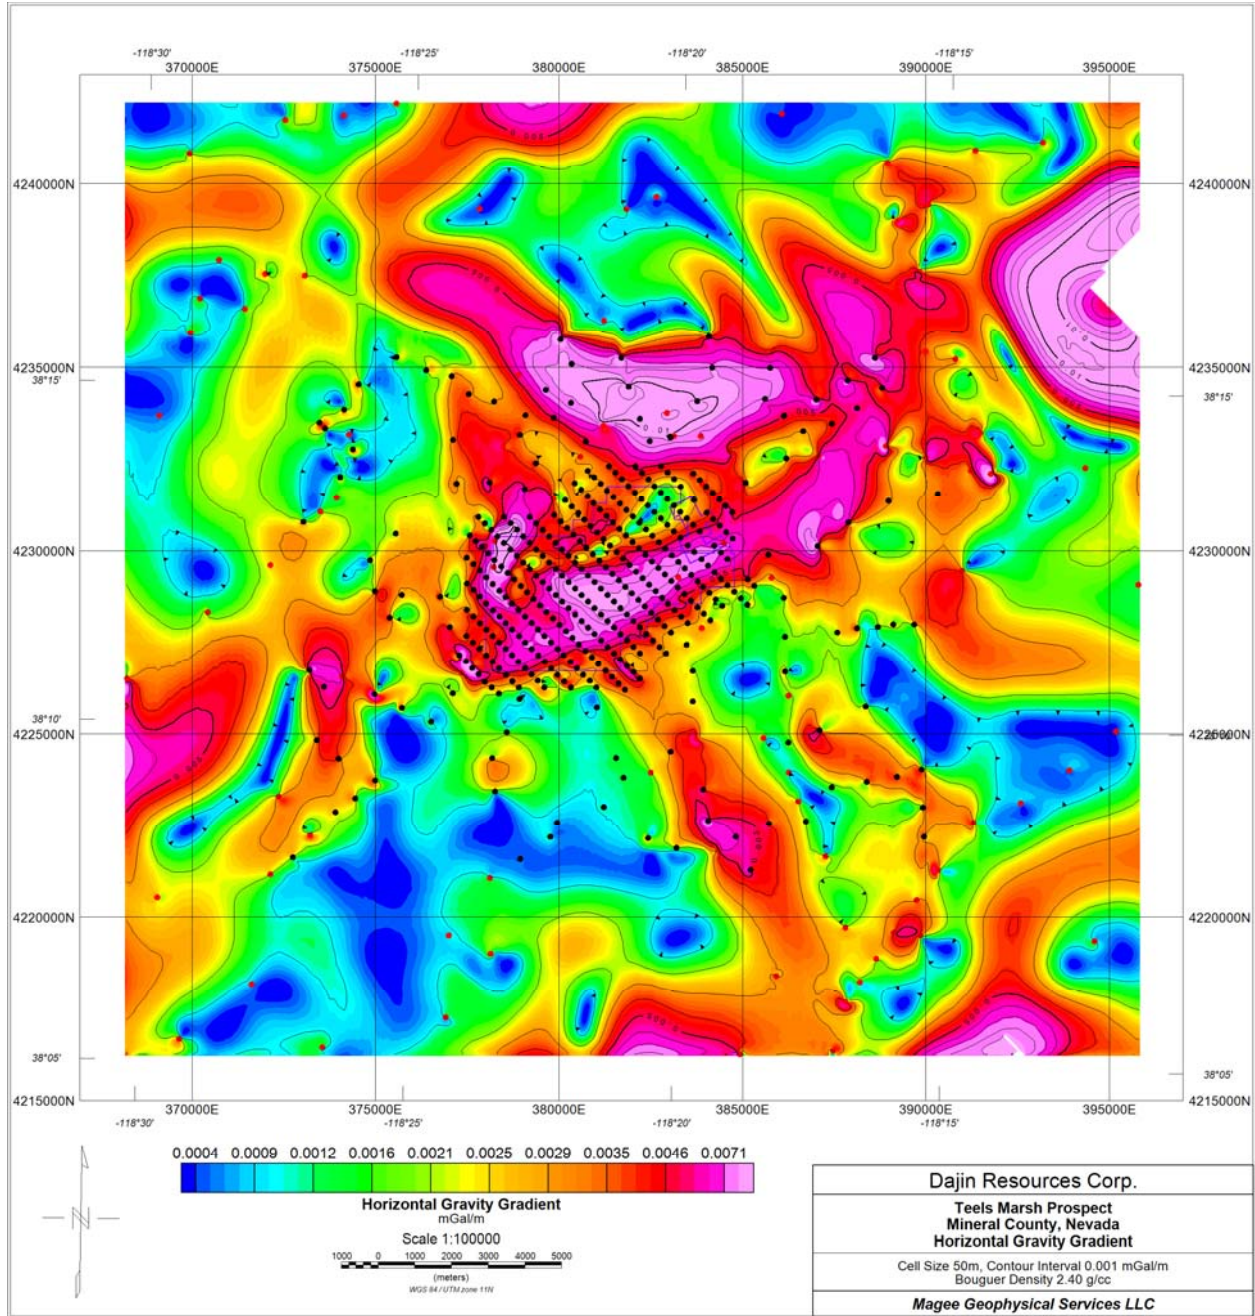 -118°30' -118°25' -118°20' -118°15'
370000E 375000E 380000E 385000E 390000E 395000E
4240000N 4240000N
4235000N 4235000N
38°15' 38°15'
4230000N 4230000N
38°10'
4225000N 4225000N
4220000N 4220000N
38°05' 38°05'
4215000N 4215000N
370000E 375000E 380000E 385000E 390000E 395000E
-118°30' -118°25' -118°20' -118°15'
0.0004 0.0009 0.0012 0.0016 0.0021 0.0025 0.0029 0.0035 0.0046 0.0071
Horizontal Gravity Gradient
mGal/m
Scale 1:100000
1000 0 1000 2000 3000 4000 5000
(meters)
WGS 84 / UTM zone 11N
N
Dajin Resources Corp.
Teels Marsh Prospect
Mineral County, Nevada
Horizontal Gravity Gradient
Cell Size 50m, Contour Interval 0.001 mGal/m
Bouguer Density 2.40 g/cc
Magee Geophysical Services LLC